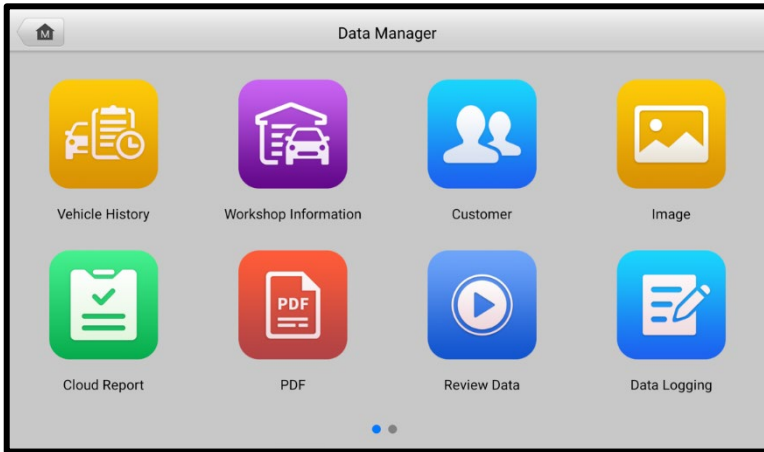 M
Data Manager
Vehicle History
Workshop Information
Customer
Image
Cloud Report
PDF
PDF
Review Data
Data Logging